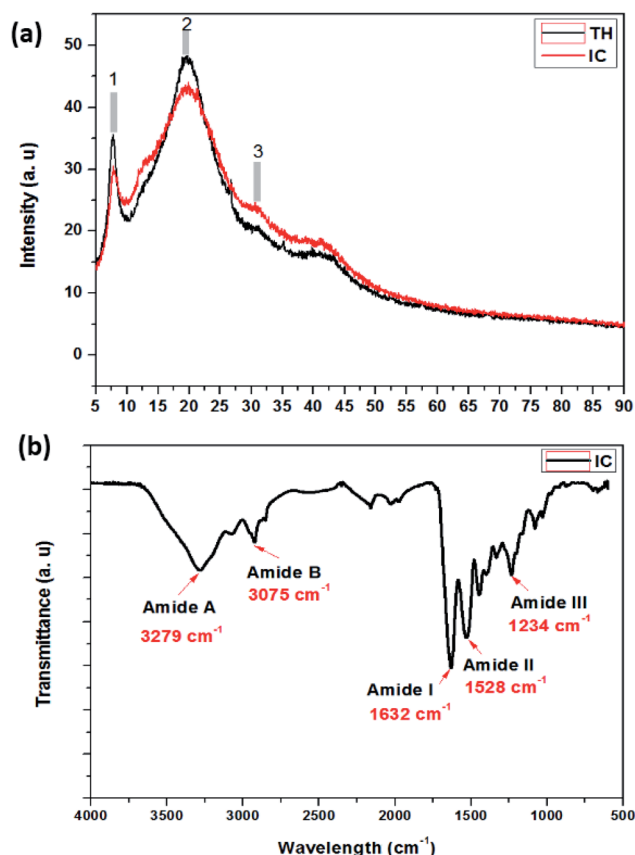 (a)
50
40
30
20
10
0
Intensity (a. u)
1
2
3
TH
IC
5 10 15 20 25 30 35 40 45 50 55 60 65 70 75 80 85 90
(b)
Transmittance (a. u)
IC
Amide A
3279 cm⁻¹
Amide B
3075 cm⁻¹
Amide I
1632 cm⁻¹
Amide II
1528 cm⁻¹
Amide III
1234 cm⁻¹
4000 3500 3000 2500 2000 1500 1000 500
Wavelength (cm⁻¹)